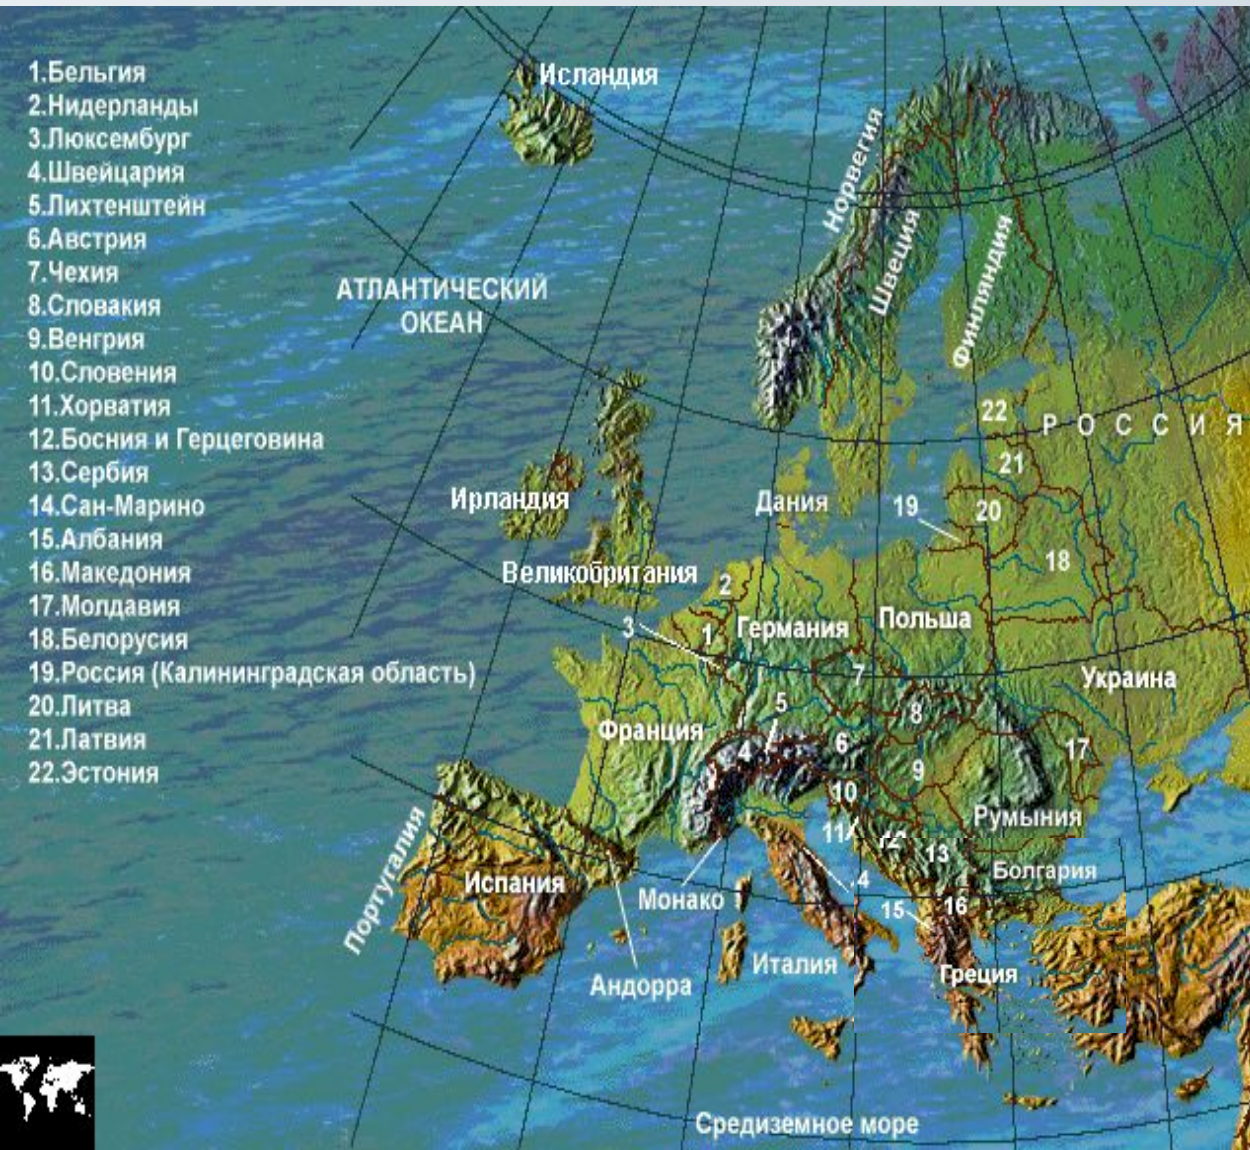 1.Бельгия
2.Нидерланды
3.Люксембург
4.Швейцария
5.Лихтенштейн
6.Австрия
7.Чехия
8.Словакия
9.Венгрия
10.Словения
11.Хорватия
12.Босния и Герцеговина
13.Сербия
14.Сан-Марино
15.Албания
16.Македония
17.Молдавия
18.Белорусия
19.Россия (Калининградская область)
20.Литва
21.Латвия
22.Эстония
Исландия
Норвегия
Швеция
Финляндия
АТЛАНТИЧЕСКИЙ
ОКЕАН
22
РОССИЯ
21
Ирландия
Дания
19
20
18
Великобритания
2
3
1
Германия
Польша
7
Украина
5
8
Франция
4
6
17
9
10
Румыния
11
12
13
Португалия
Испания
Болгария
Монако
4
15
16
Италия
Греция
Андорра
Средиземное море